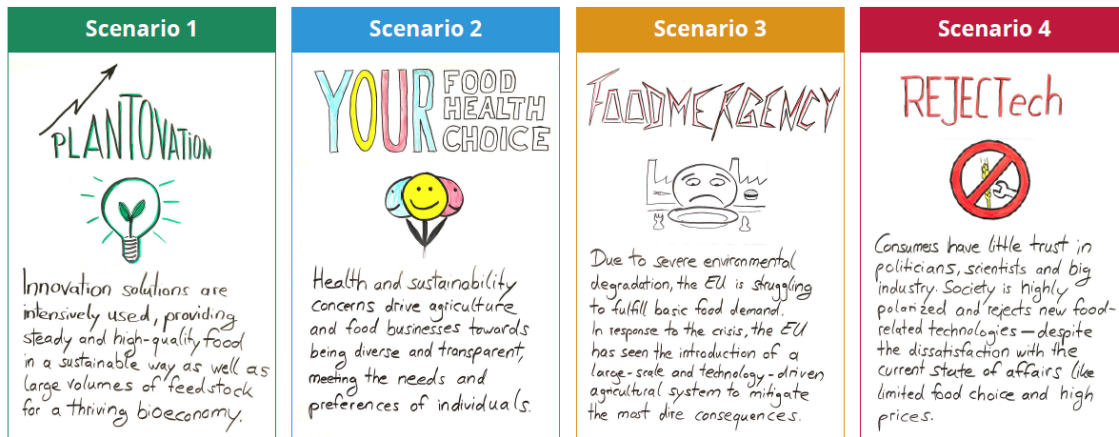 Scenario 1
PLANTOVATION
Innovation solutions are
intensively used, providing
steady and high-quality food
in a sustainable way as well as
large volumes of feedstock
for a thriving bioeconomy.
Scenario 2
YOUR FOOD
HEALTH
CHOICE
Health and sustainability
concerns drive agriculture
and food businesses towards
being diverse and transparent,
meeting the needs and
preferences of individuals.
Scenario 3
FOODMERGENCY
Due to severe environmental
degradation, the EU is struggling
to fulfill basic food demand.
In response to the crisis, the EU
has seen the introduction of a
large-scale and technology-driven
agricultural system to mitigate
the most dire consequences.
Scenario 4
REJECTech
Consumers have little trust in
politicians, scientists and big
industry. Society is highly
polarized and rejects new food-
related technologies — despite
the dissatisfaction with the
current state of affairs like
limited food choice and high
prices.